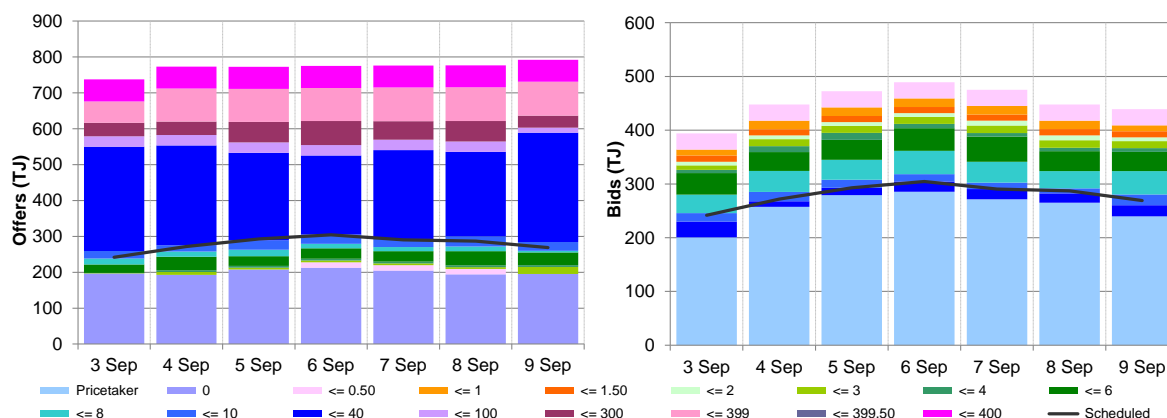 900
800
700
600
500
400
300
200
100
0
Offers (TJ)
3 Sep 4 Sep 5 Sep 6 Sep 7 Sep 8 Sep 9 Sep
600
500
400
300
200
100
0
Bids (TJ)
3 Sep 4 Sep 5 Sep 6 Sep 7 Sep 8 Sep 9 Sep
Pricetaker 0 <= 0.50 <= 1 <= 1.50 <= 2 <= 3 <= 4 <= 6
<= 8 <= 10 <= 40 <= 100 <= 300 <= 399 <= 399.50 <= 400 Scheduled